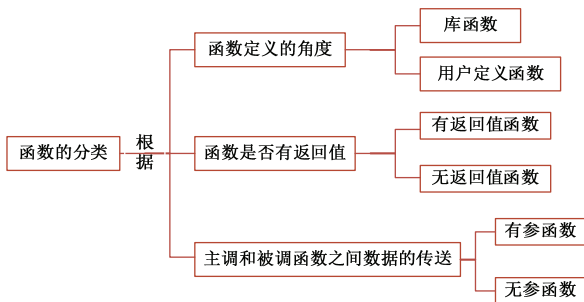 函数的分类
根据
函数定义的角度
库函数
用户定义函数
函数是否有返回值
有返回值函数
无返回值函数
主调和被调函数之间数据的传送
有参函数
无参函数